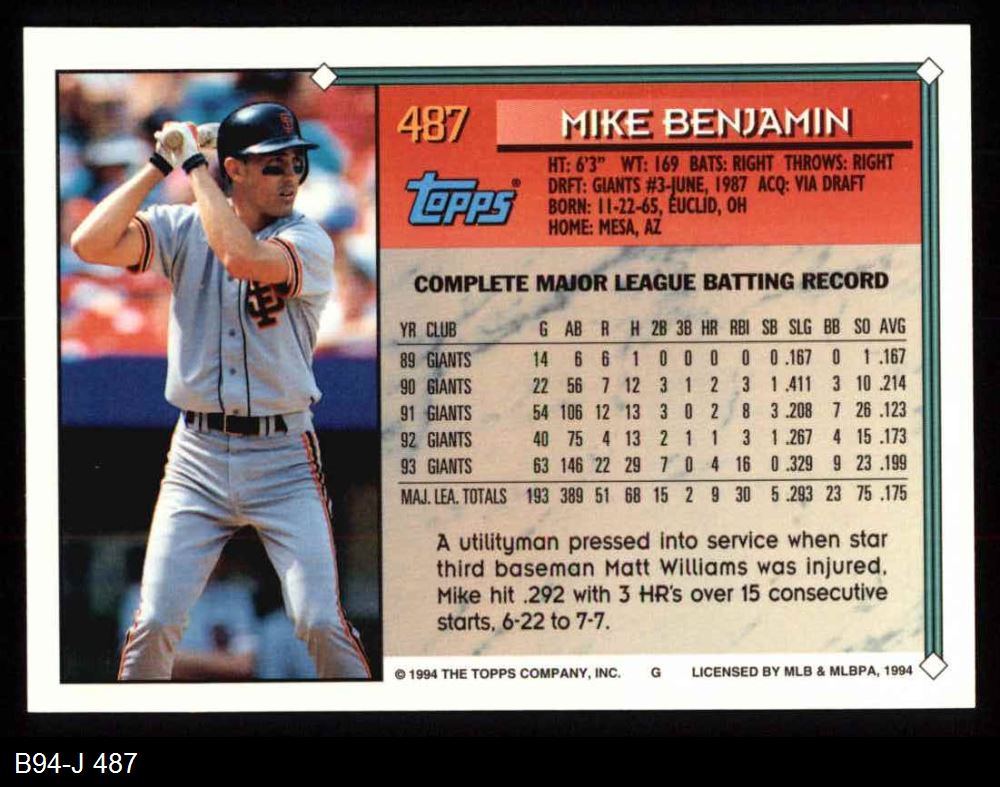 487
MIKE BENJAMIN
TOPPS®
HT: 6'3" WT: 169 BATS: RIGHT THROWS: RIGHT
DRFT: GIANTS #3-JUNE, 1987 ACQ: VIA DRAFT
BORN: 11-22-65, EUCLID, OH
HOME: MESA, AZ
COMPLETE MAJOR LEAGUE BATTING RECORD
YR CLUB G AB R H 2B 3B HR RBI SB SLG BB SO AVG
89 GIANTS 14 6 6 1 0 0 0 0 0 .167 0 1 .167
90 GIANTS 22 56 7 12 3 1 2 3 1 .411 3 10 .214
91 GIANTS 54 106 12 13 3 0 2 8 3 .208 7 26 .123
92 GIANTS 40 75 4 13 2 1 1 3 1 .267 4 15 .173
93 GIANTS 63 146 22 29 7 0 4 16 0 .329 9 23 .199
MAJ. LEA. TOTALS 193 389 51 68 15 2 9 30 5 .293 23 75 .175
A utilityman pressed into service when star
third baseman Matt Williams was injured,
Mike hit .292 with 3 HR's over 15 consecutive
starts, 6-22 to 7-7.
© 1994 THE TOPPS COMPANY, INC. G LICENSED BY MLB & MLBPA, 1994
SF
SF
B94-J 487